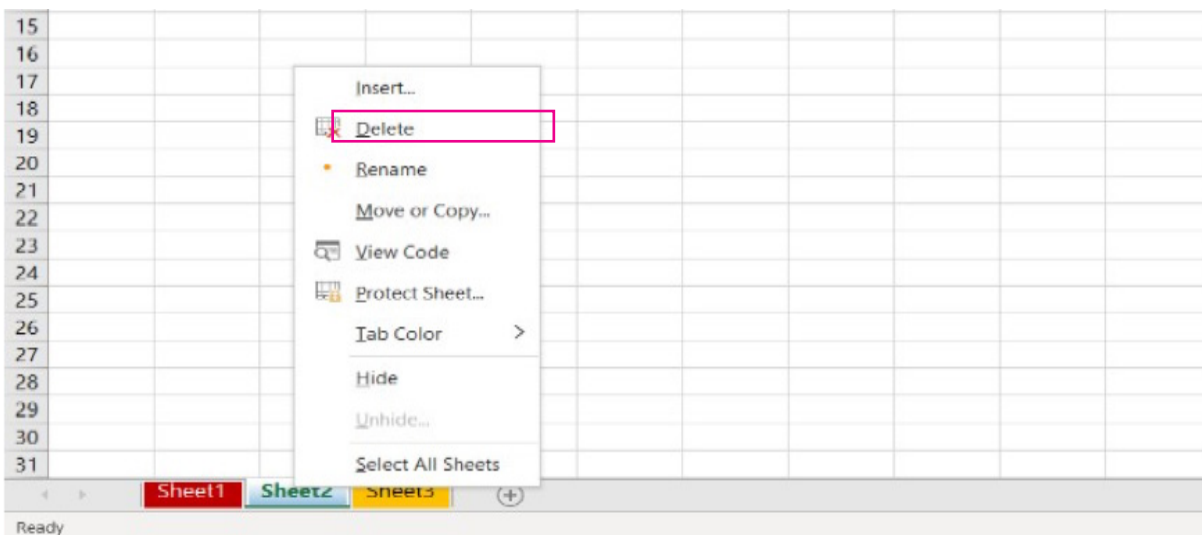 15
16
17
Insert...
18
19
Delete
20
Rename
21
22
Move or Copy...
23
View Code
24
25
Protect Sheet...
26
Tab Color
27
28
Hide
29
Unhide...
30
31
Select All Sheets
Sheet1 Sheet2 Sheet3
Ready